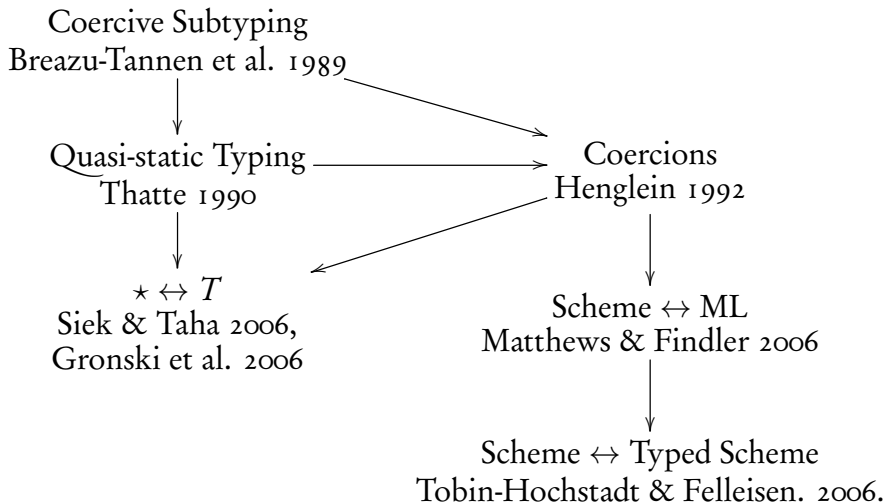 Coercive Subtyping
Breazu-Tannen et al. 1989
Quasi-static Typing
Thatte 1990
Coercions
Henglein 1992
⋆ ↔ T
Siek & Taha 2006,
Gronski et al. 2006
Scheme ↔ ML
Matthews & Findler 2006
Scheme ↔ Typed Scheme
Tobin-Hochstadt & Felleisen. 2006.